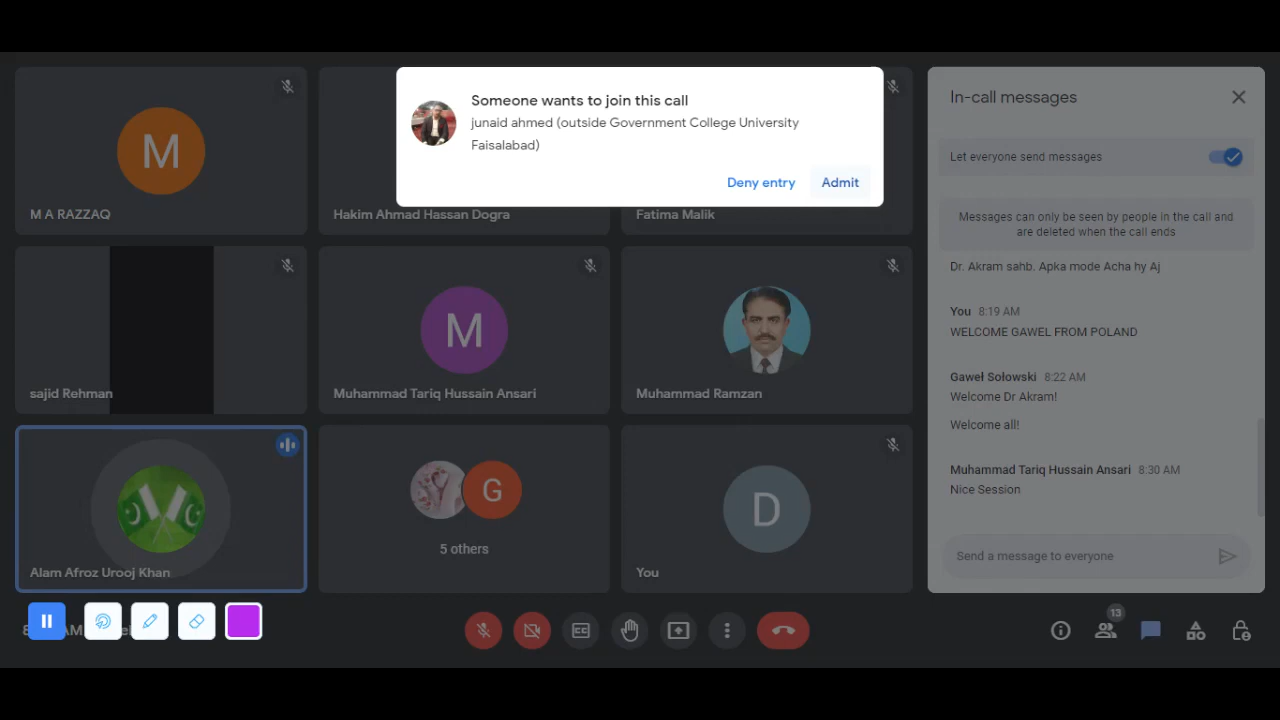 Someone wants to join this call
junaid ahmed (outside Government College University
Faisalabad)
Deny entry
Admit
M
M A RAZZAQ
Hakim Ahmad Hassan Dogra
Fatima Malik
sajid Rehman
M
Muhammad Tariq Hussain Ansari
Muhammad Ramzan
Alam Afroz Urooj Khan
G
5 others
D
You
In-call messages
Let everyone send messages
Messages can only be seen by people in the call and
are deleted when the call ends
Dr. Akram sahb. Apka mode Acha hy Aj
You 8:19 AM
WELCOME GAWEL FROM POLAND
Gaweł Sołowski 8:22 AM
Welcome Dr Akram!
Welcome all!
Muhammad Tariq Hussain Ansari 8:30 AM
Nice Session
Send a message to everyone
CC
13